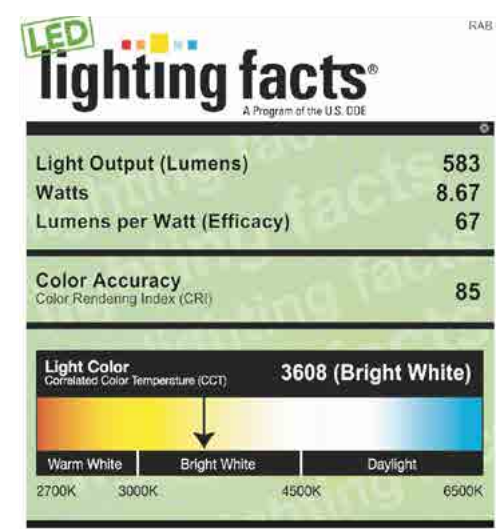 RAB
LED
lighting facts®
A Program of the U.S. DOE
Light Output (Lumens) 583
Watts 8.67
Lumens per Watt (Efficacy) 67
Color Accuracy
Color Rendering Index (CRI) 85
Light Color
Correlated Color Temperature (CCT) 3608 (Bright White)
Warm White Bright White Daylight
2700K 3000K 4500K 6500K